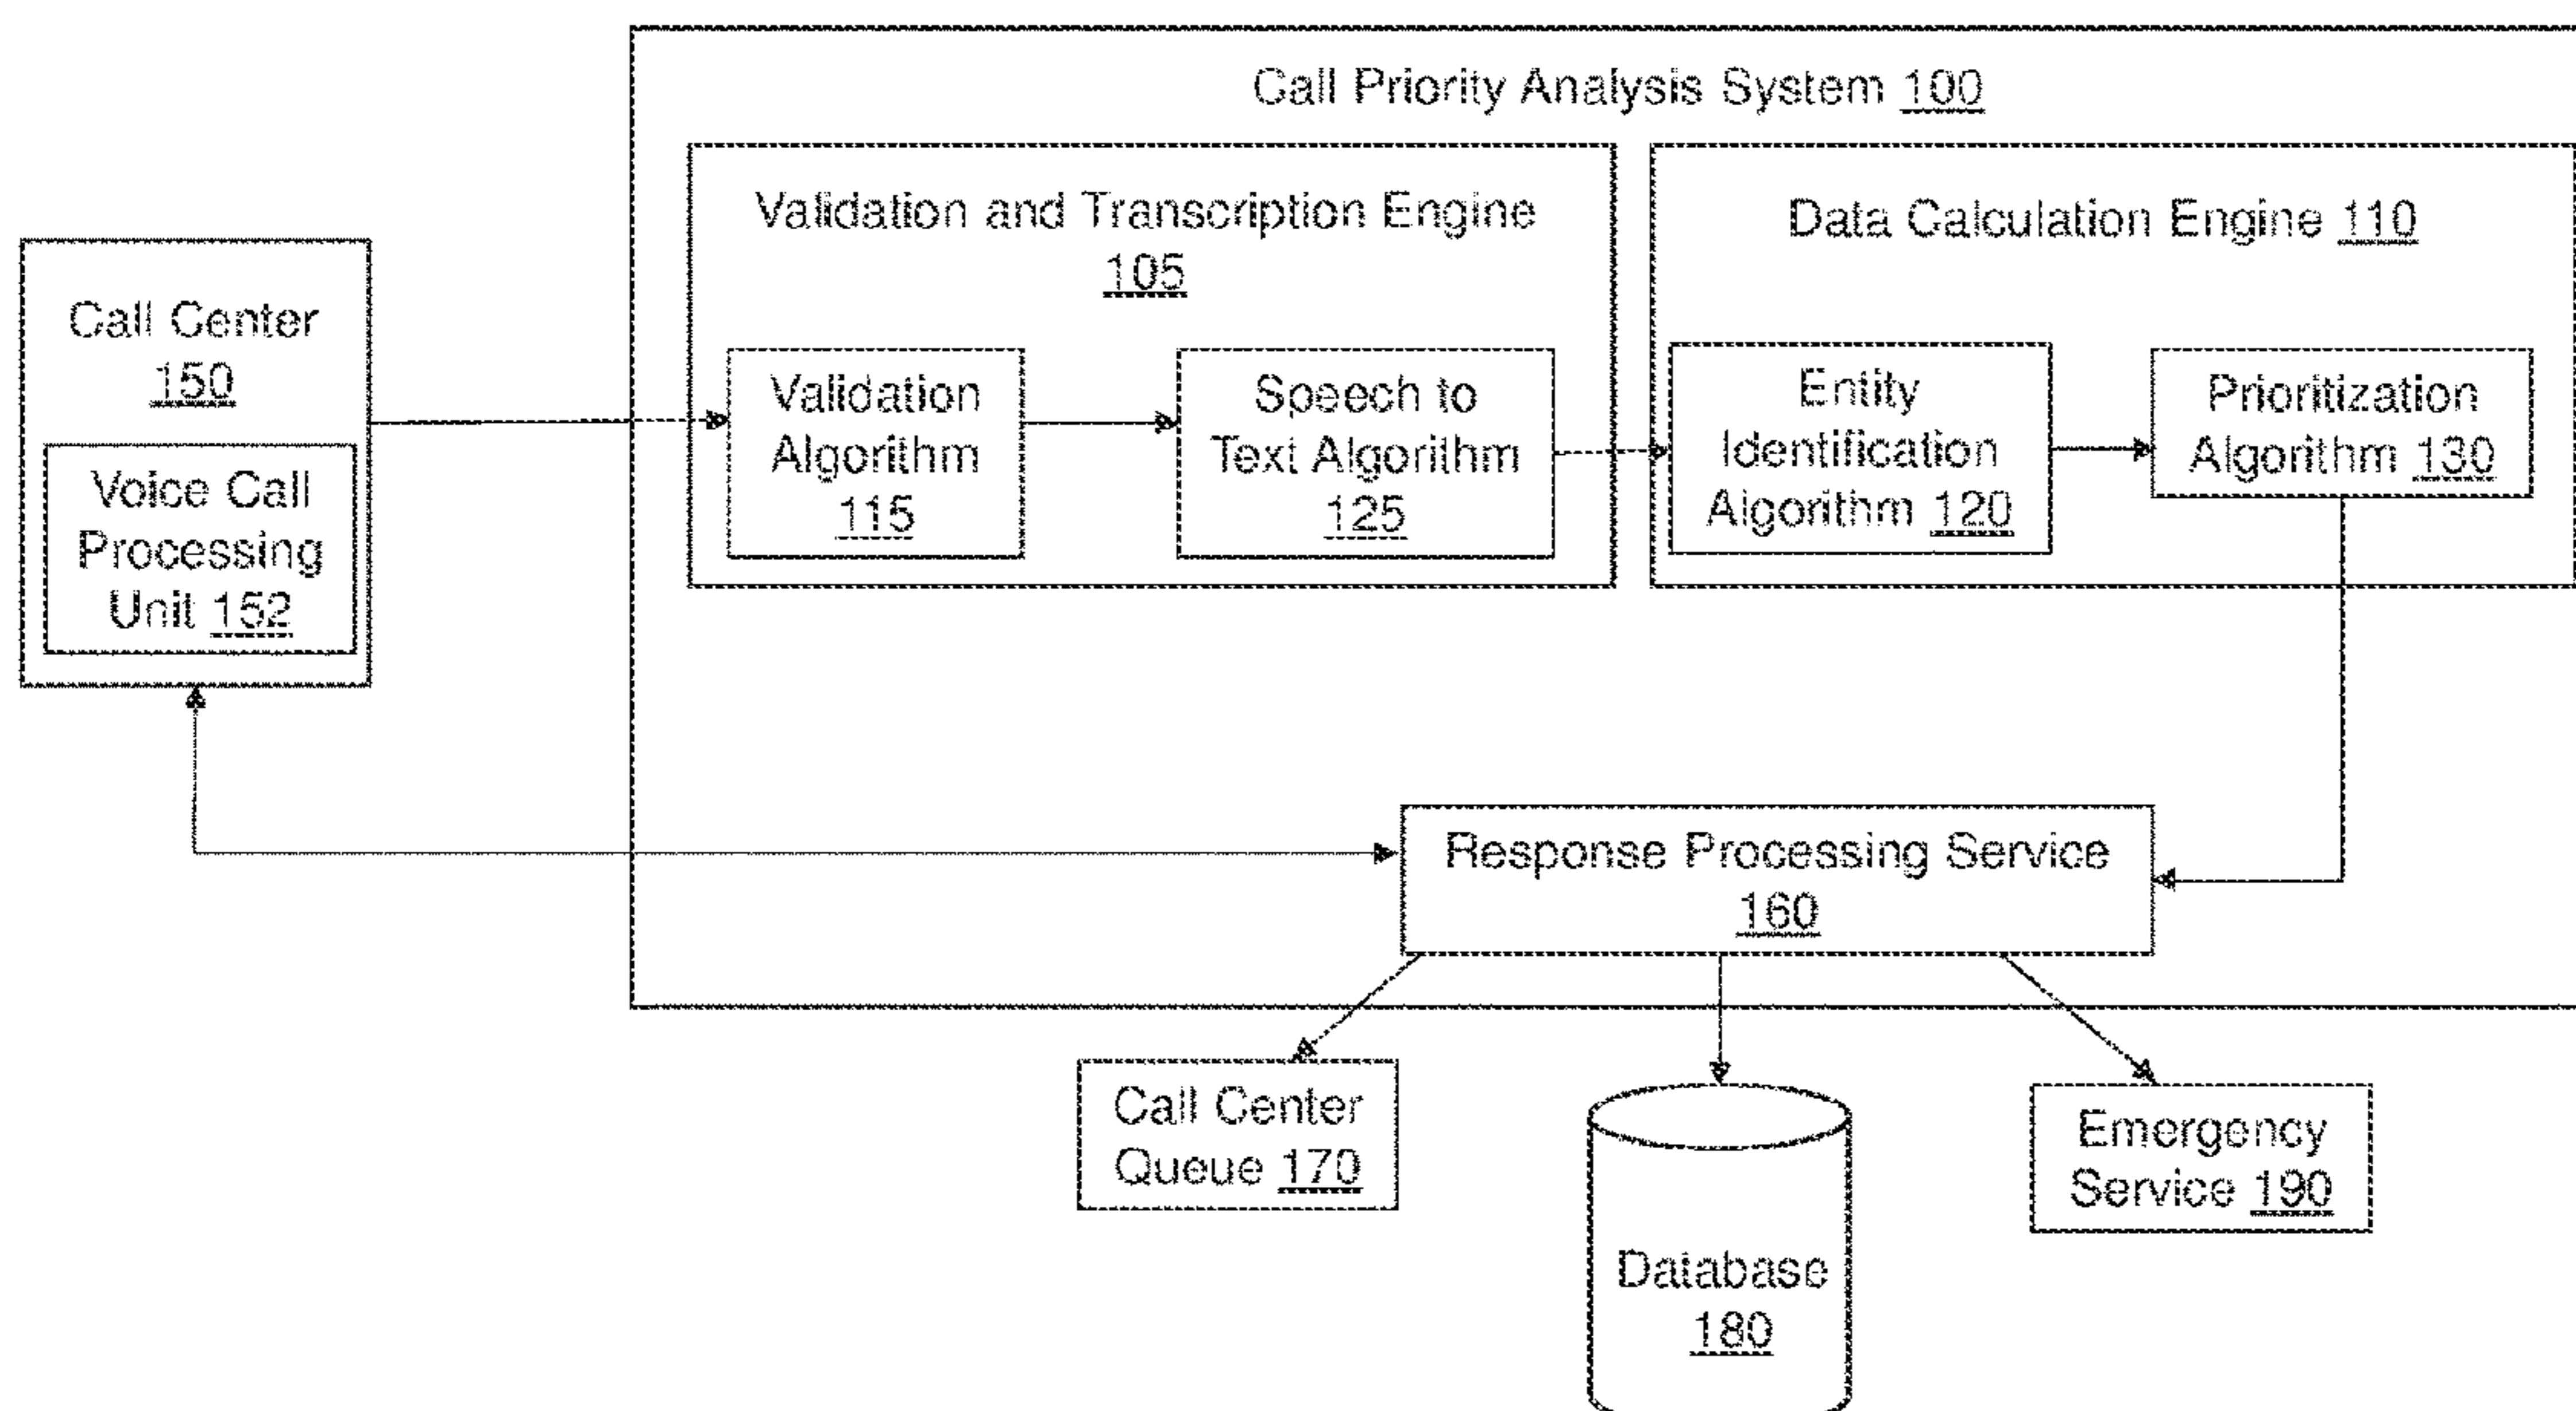 Call Priority Analysis System 100
Validation and Transcription Engine
105
Data Calculation Engine 110
Call Center
150
Voice Call
Processing
Unit 152
Validation
Algorithm
115
Speech to
Text Algorithm
125
Entity
Identification
Algorithm 120
Prioritization
Algorithm 130
Response Processing Service
160
Call Center
Queue 170
Database
180
Emergency
Service 190